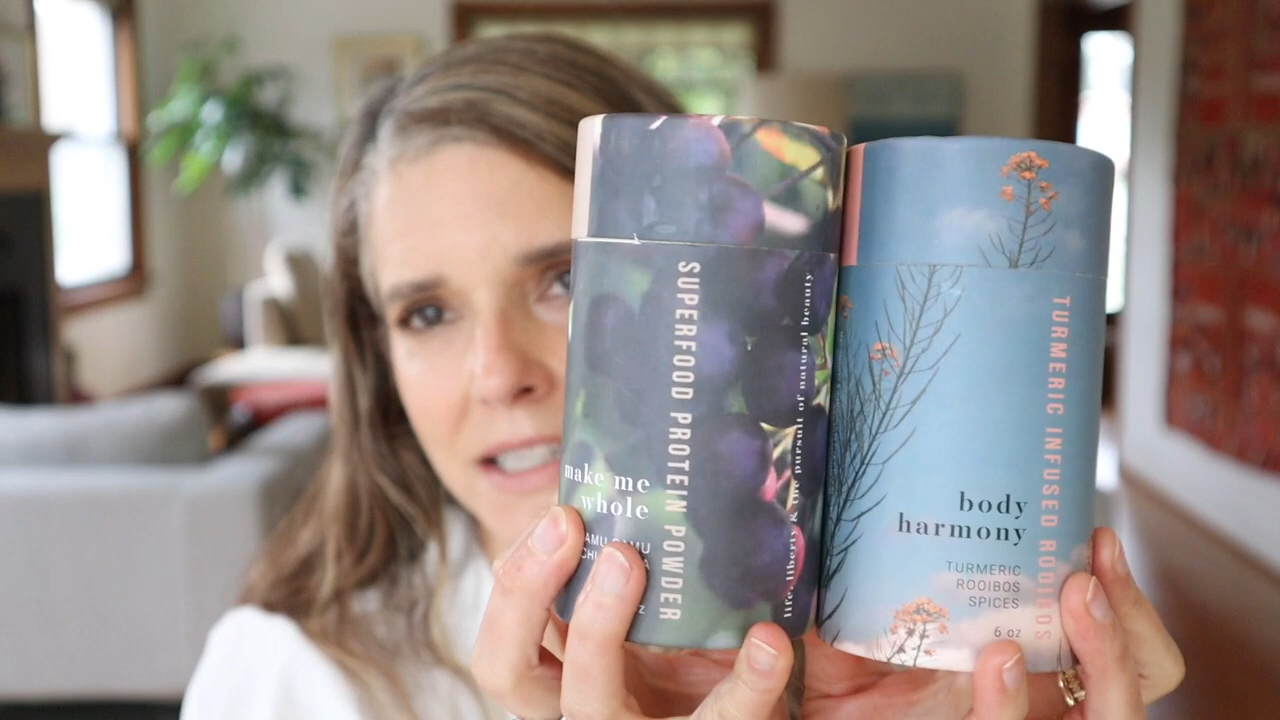 SUPERFOOD PROTEIN POWDER
life, liberty & the pursuit of natural beauty
make me
whole
TURMERIC INFUSED ROOIBOS
body
harmony
TURMERIC
ROOIBOS
SPICES
6 oz